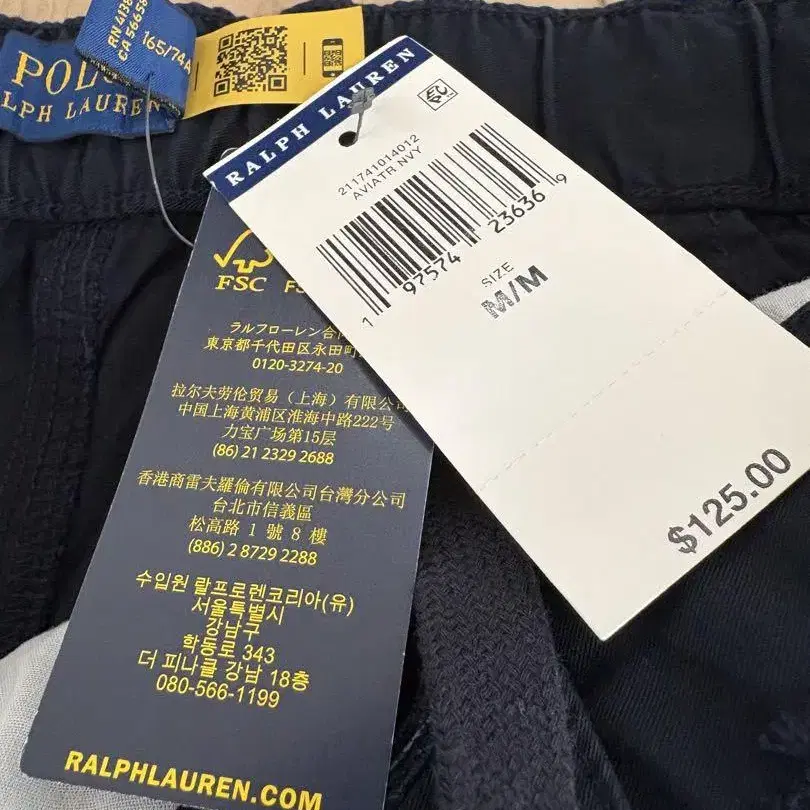 POLO
RALPH LAUREN
165/74A
RALPH LAUREN
211741014012
AVIATR NVY
1 97574 23636 9
SIZE
M/M
$125.00
FSC
ラルフローレン合
東京都千代田区永田町
0120-3274-20
拉尔夫劳伦贸易（上海）有限公司
中国上海黄浦区淮海中路222号
力宝广场第15层
(86) 21 2329 2688
香港商雷夫羅倫有限公司台灣分公司
台北市信義區
松高路 1 號 8 樓
(886) 2 8729 2288
수입원 랄프로렌코리아(유)
서울특별시
강남구
학동로 343
더 피나클 강남 18층
080-566-1199
RALPHLAUREN.COM